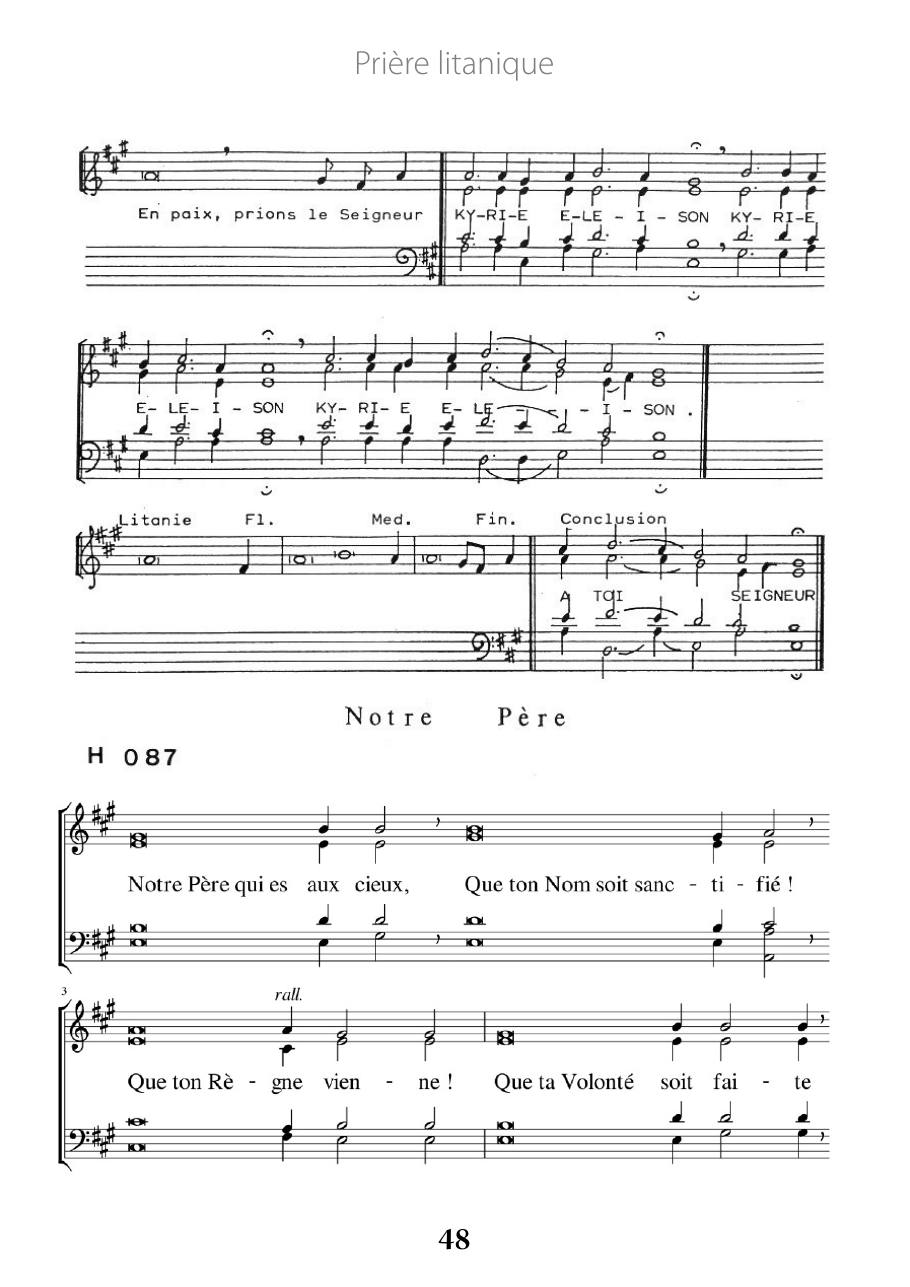 Prière litanique
En paix, prions le Seigneur KY-RI-E E-LE - I - SON KY-RI-E
E-LE-I - SON KY-RI-E E-LE - - - I-SON.
Litanie Fl. Med. Fin. Conclusion
A TOI SEIGNEUR
Notre Père
H 087
Notre Père qui es aux cieux, Que ton Nom soit sanc - ti - fié !
3
rall.
Que ton Rè - gne vien - ne ! Que ta Volonté soit fai - te
48